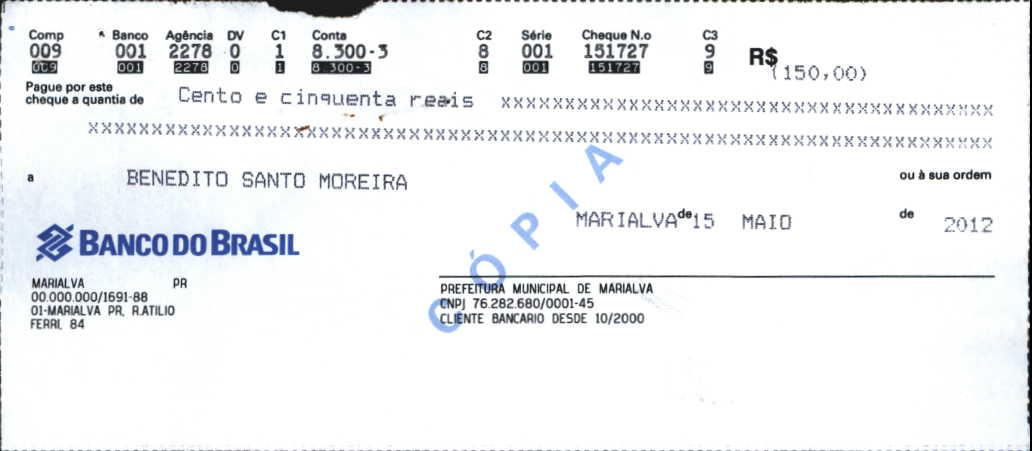 Comp Banco Agência DV C1 Conta C2 Série Cheque N.o C3
009 001 2278 0 1 8.300-3 8 001 151727 9 R$ (150,00)
009 001 2278 0 1 8.300-3 8 001 151727 9
Pague por este
cheque a quantia de Cento e cinquenta reais xxxxxxxxxxxxxxxxxxxxxxxxxxxxxxxxxxxxxxxxxxxx
xxxxxxxxxxxxxxxxxxxxxxxxxxxxxxxxxxxxxxxxxxxxxxxxxxxxxxxxxxxxxxxxxxxxxxxxxxxxx
a BENEDITO SANTO MOREIRA ou à sua ordem
MARIALVA de 15 MAIO de 2012
CÓPIA
BANCO DO BRASIL
MARIALVA PR
00.000.000/1691-88
01-MARIALVA PR, R.ATILIO
FERRI, 84
PREFEITURA MUNICIPAL DE MARIALVA
CNPJ 76.282.680/0001-45
CLIENTE BANCARIO DESDE 10/2000